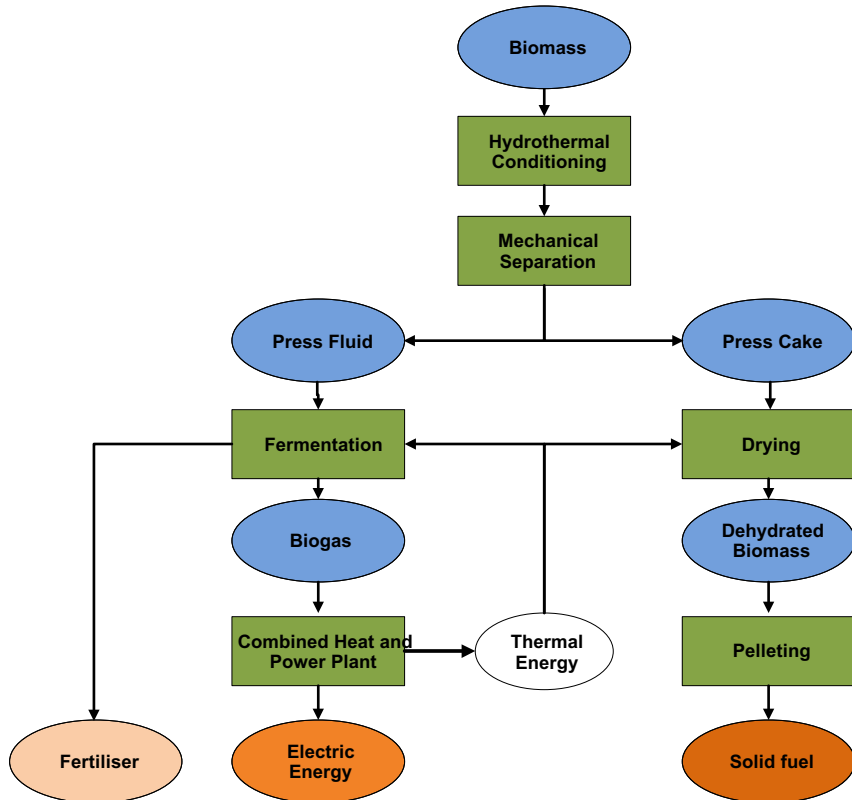 Biomass
Hydrothermal
Conditioning
Mechanical
Separation
Press Fluid
Press Cake
Fermentation
Drying
Biogas
Dehydrated
Biomass
Combined Heat and
Power Plant
Thermal
Energy
Pelleting
Fertiliser
Electric
Energy
Solid fuel